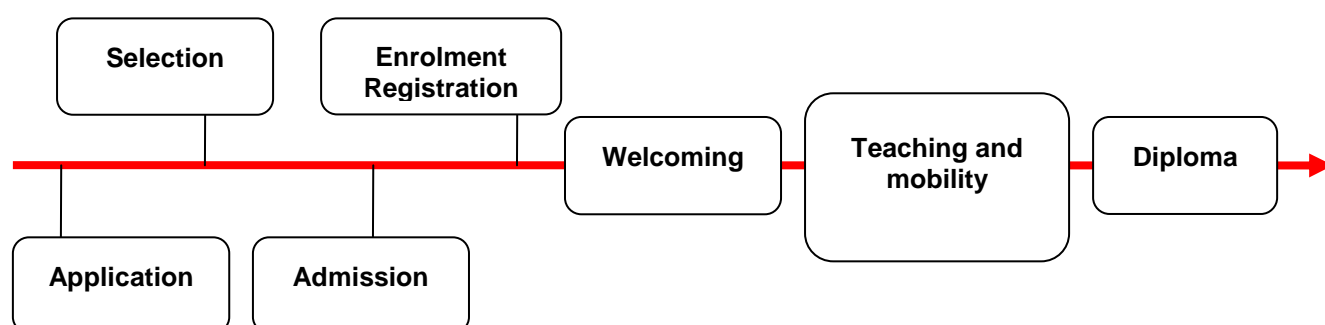 Selection
Enrolment
Registration
Welcoming
Teaching and
mobility
Diploma
Application
Admission